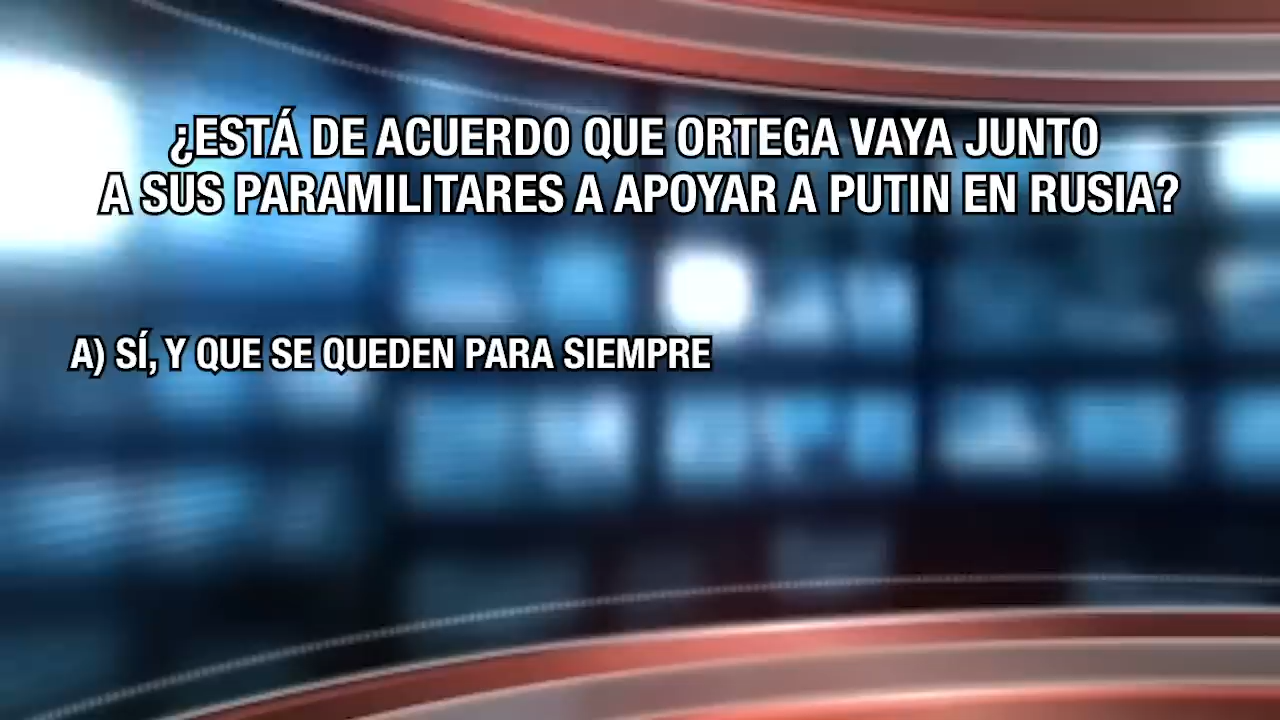 ¿ESTÁ DE ACUERDO QUE ORTEGA VAYA JUNTO
A SUS PARAMILITARES A APOYAR A PUTIN EN RUSIA?
A) SÍ, Y QUE SE QUEDEN PARA SIEMPRE